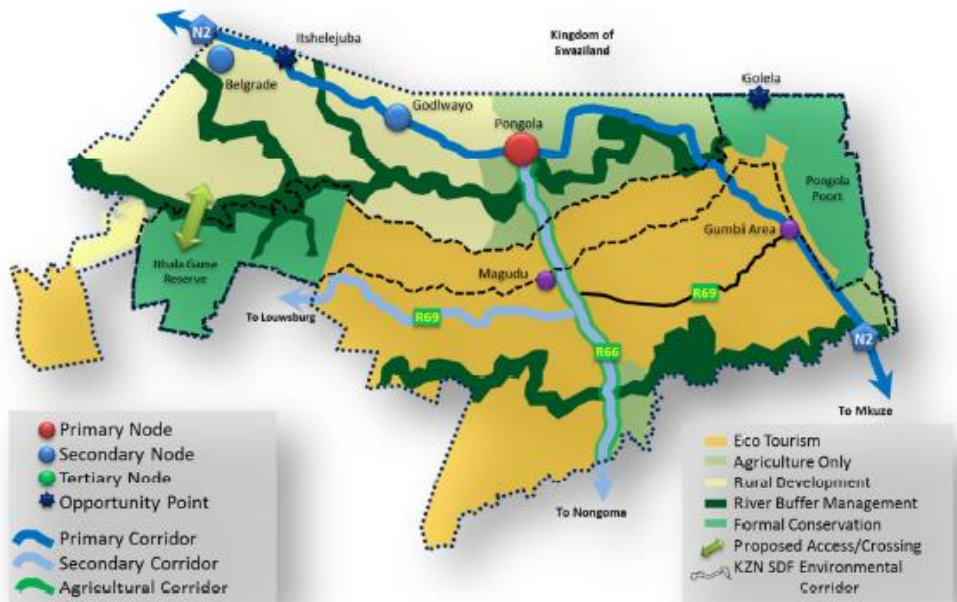 N2
Itshelejuba
Kingdom of
Swaziland
Belgrade
Golela
Godlwayo
Pongola
Pongola
Poort
Gumbi Area
Ithala Game
Reserve
Magudu
R69
To Louwsburg
R69
R66
N2
To Mkuze
To Nongoma
Primary Node
Secondary Node
Tertiary Node
Opportunity Point
Primary Corridor
Secondary Corridor
Agricultural Corridor
Eco Tourism
Agriculture Only
Rural Development
River Buffer Management
Formal Conservation
Proposed Access/Crossing
KZN SDF Environmental
Corridor